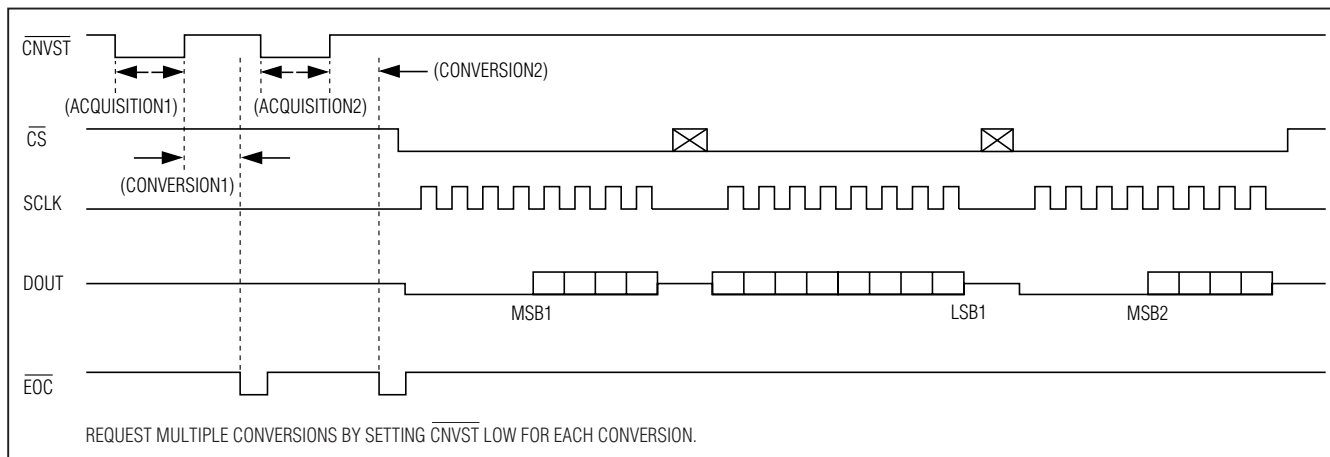 CNVST
(CONVERSION2)
(ACQUISITION1) (ACQUISITION2)
CS
(CONVERSION1)
SCLK
DOUT
MSB1 LSB1 MSB2
EOC
REQUEST MULTIPLE CONVERSIONS BY SETTING CNVST LOW FOR EACH CONVERSION.